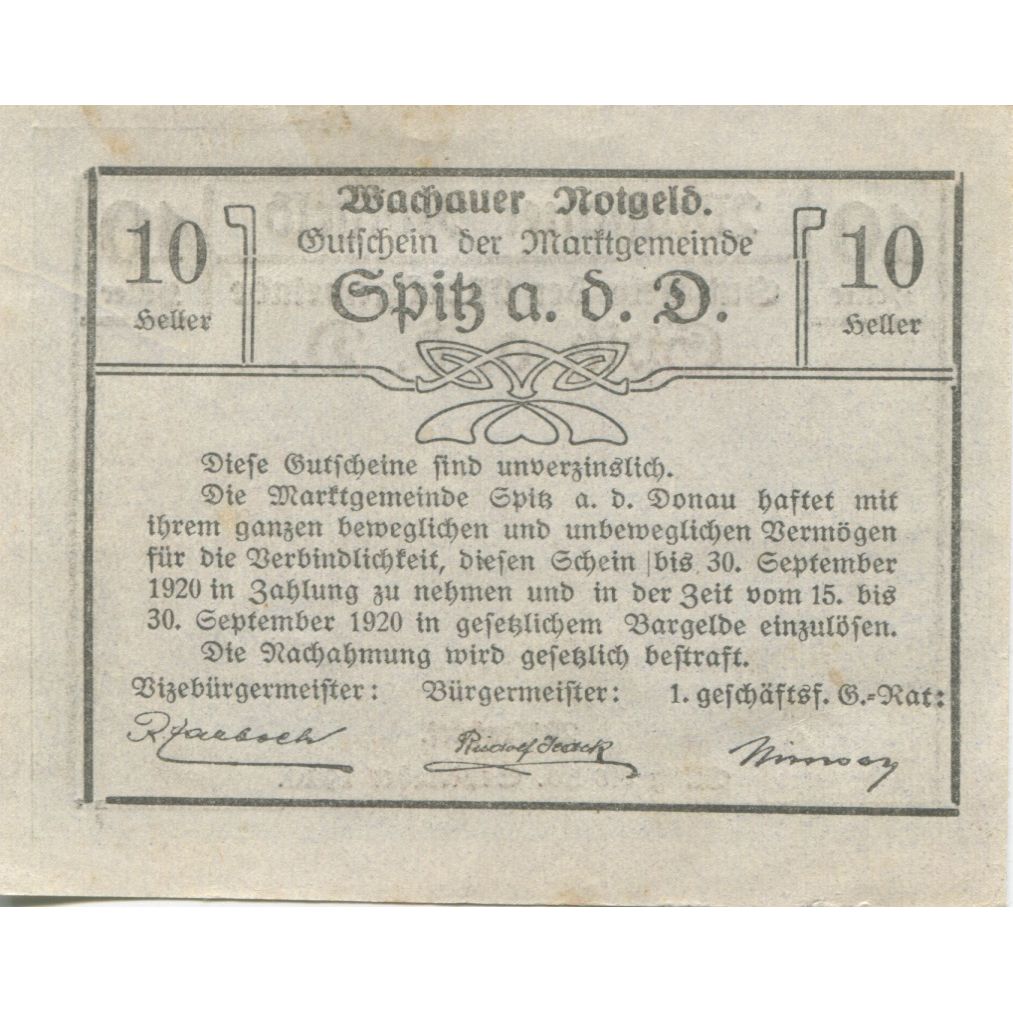 Wachauer Notgeld.
Gutschein der Marktgemeinde
Spitz a. d. D.
10
Heller
10
Heller
Diese Gutscheine sind unverzinslich.
Die Marktgemeinde Spitz a. d. Donau haftet mit
ihrem ganzen beweglichen und unbeweglichen Vermögen
für die Verbindlichkeit, diesen Schein bis 30. September
1920 in Zahlung zu nehmen und in der Zeit vom 15. bis
30. September 1920 in gesetzlichem Bargelde einzulösen.
Die Nachahmung wird gesetzlich bestraft.
Vizebürgermeister: Bürgermeister: 1. geschäftsf. G.-Rat:
Rudolf